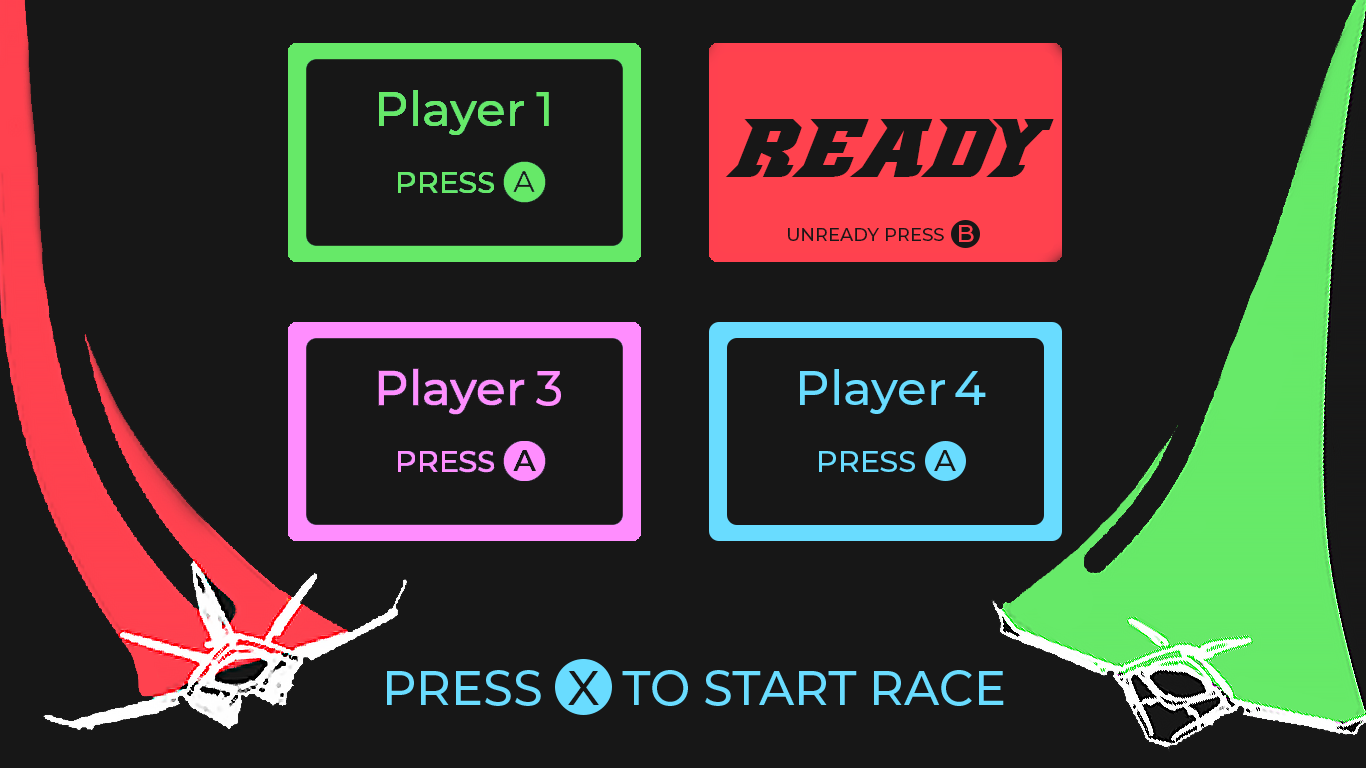 Player 1
PRESS A
READY
UNREADY PRESS B
Player 3
PRESS A
Player 4
PRESS A
PRESS X TO START RACE